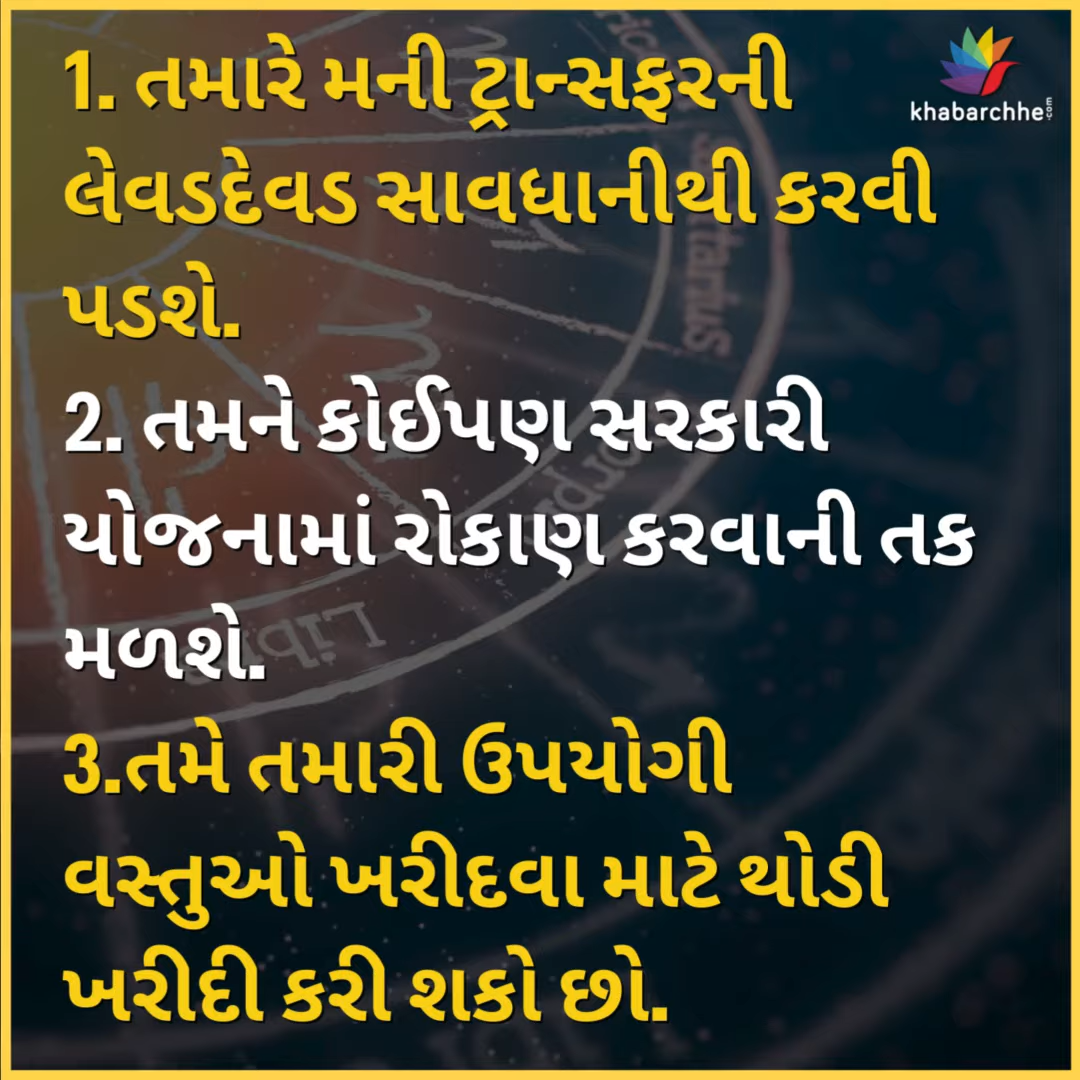 1. તમારે મની ટ્રાન્સફરની
લેવડદેવડ સાવધાનીથી કરવી
પડશે.
2. તમને કોઈપણ સરકારી
યોજનામાં રોકાણ કરવાની તક
મળશે.
3.તમે તમારી ઉપયોગી
વસ્તુઓ ખરીદવા માટે થોડી
ખરીદી કરી શકો છો.
khabarchhe.com